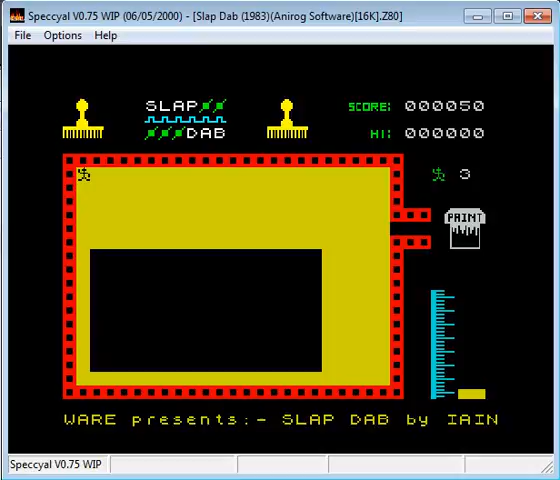 Speccyal V0.75 WIP (06/05/2000) - [Slap Dab (1983)(Anirog Software)[16K].Z80]
File Options Help
SLAP SCORE: 000050
DAB HI: 000000
3
PAINT
WARE presents:- SLAP DAB by IAIN
Speccyal V0.75 WIP